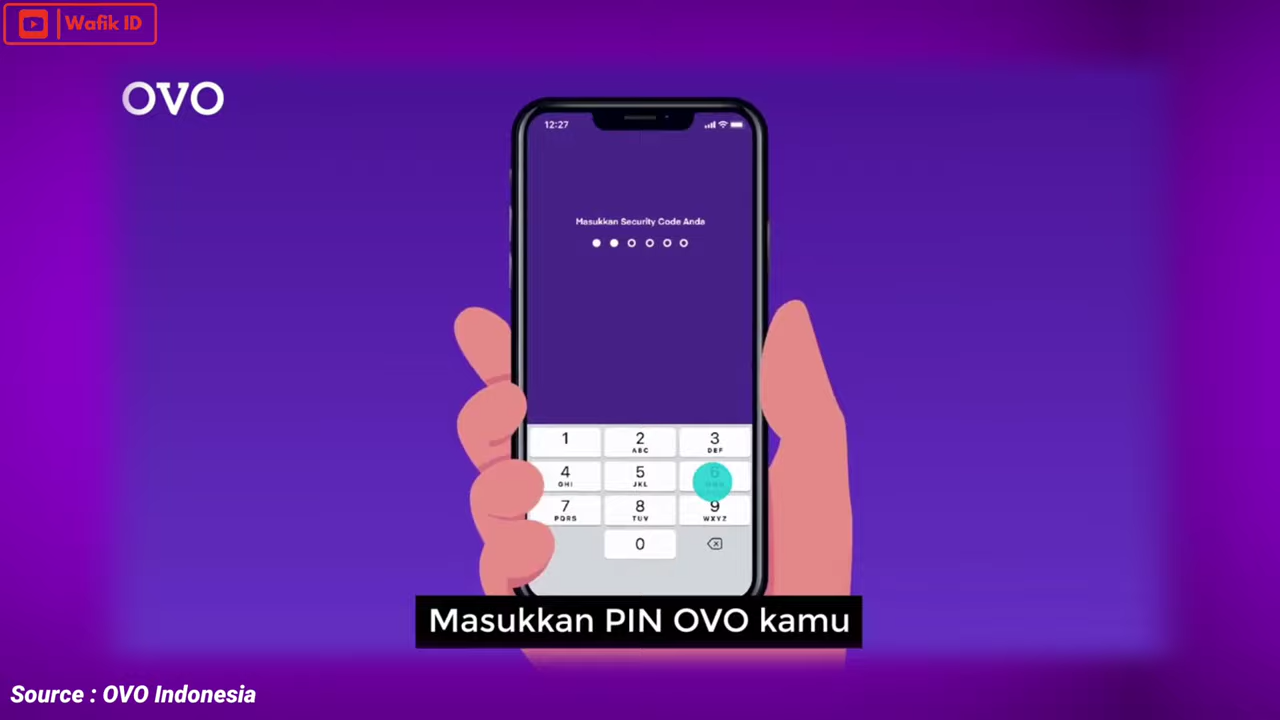 Wafik ID
OVO
12:27
Masukkan Security Code Anda
1
2
3
ABC
DEF
4
5
6
GHI
JKL
7
8
9
PQRS
TUV
WXYZ
0
Masukkan PIN OVO kamu
Source : OVO Indonesia